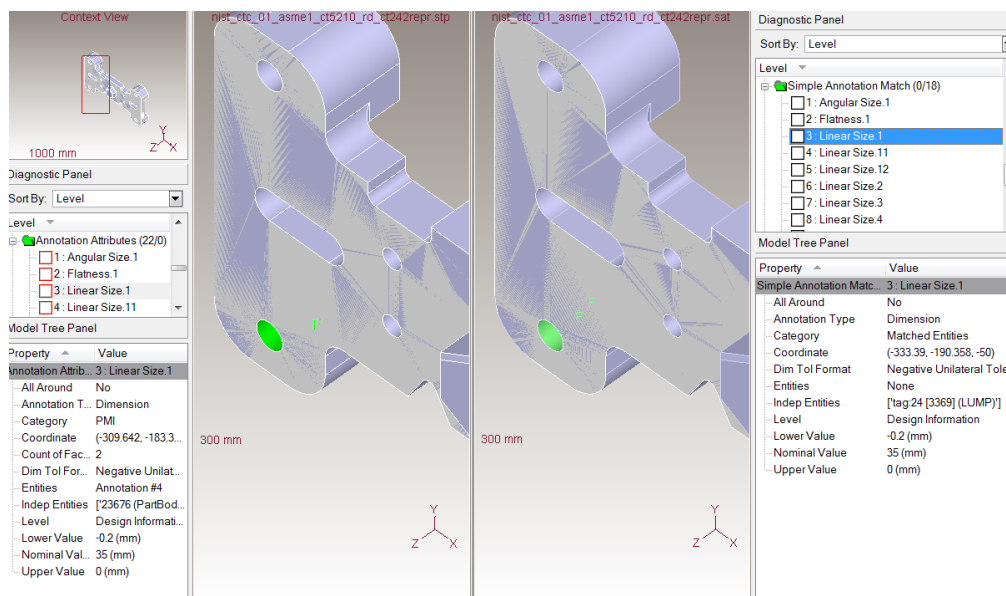 Context View
1000 mm
Y
Z
X
Diagnostic Panel
Sort By: Level
Level
Annotation Attributes (22/0)
1 : Angular Size.1
2 : Flatness.1
3 : Linear Size.1
4 : Linear Size.11
Model Tree Panel
Property Value
Annotation Attrib... 3 : Linear Size.1
All Around No
Annotation T... Dimension
Category PMI
Coordinate (-309.642, -183.3...
Count of Fac... 2
Dim Tol For... Negative Unilat...
Entities Annotation #4
Indep Entities ['23676 (PartBod...
Level Design Informati...
Lower Value -0.2 (mm)
Nominal Val... 35 (mm)
Upper Value 0 (mm)
nist_ctc_01_asme1_ct5210_rd_ct242repr.stp
300 mm
Y
Z
X
nist_ctc_01_asme1_ct5210_rd_ct242repr.sat
300 mm
Y
Z
X
Diagnostic Panel
Sort By: Level
Level
Simple Annotation Match (0/18)
1 : Angular Size.1
2 : Flatness.1
3 : Linear Size.1
4 : Linear Size.11
5 : Linear Size.12
6 : Linear Size.2
7 : Linear Size.3
8 : Linear Size.4
Model Tree Panel
Property Value
Simple Annotation Matc... 3 : Linear Size.1
All Around No
Annotation Type Dimension
Category Matched Entities
Coordinate (-333.39, -190.358, -50)
Dim Tol Format Negative Unilateral Tole
Entities None
Indep Entities ['tag:24 [3369] (LUMP)']
Level Design Information
Lower Value -0.2 (mm)
Nominal Value 35 (mm)
Upper Value 0 (mm)